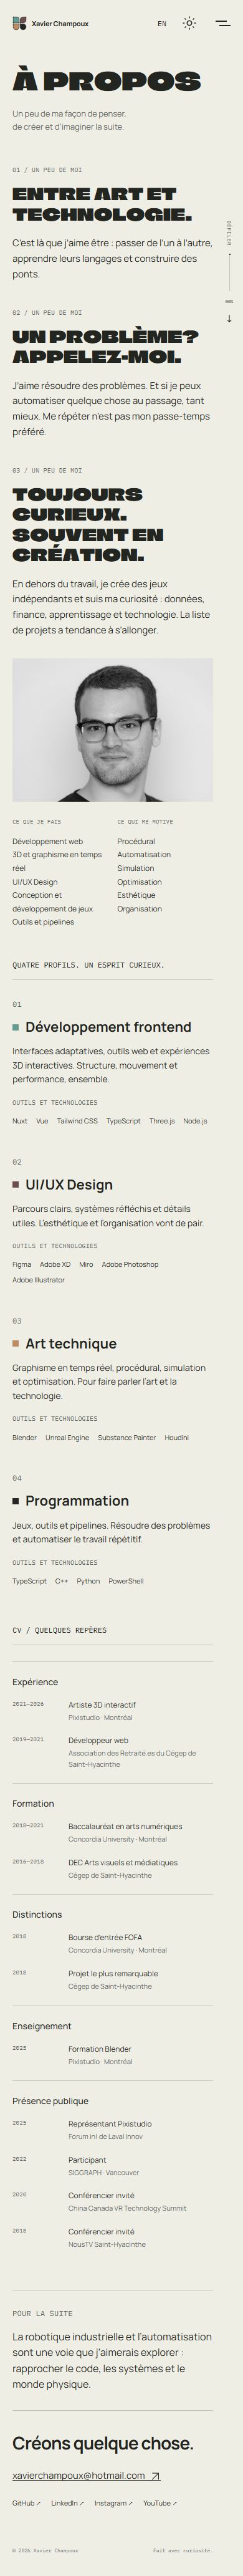 Xavier Champoux
EN
À PROPOS
Un peu de ma façon de penser,
de créer et d'imaginer la suite.
01 / UN PEU DE MOI
ENTRE ART ET
TECHNOLOGIE.
C'est là que j'aime être : passer de l'un à l'autre,
apprendre leurs langages et construire des
ponts.
DÉFILER
02 / UN PEU DE MOI
UN PROBLÈME?
APPELEZ-MOI.
J'aime résoudre des problèmes. Et si je peux
automatiser quelque chose au passage, tant
mieux. Me répéter n'est pas mon passe-temps
préféré.
03 / UN PEU DE MOI
TOUJOURS
CURIEUX.
SOUVENT EN
CRÉATION.
En dehors du travail, je crée des jeux
indépendants et suis ma curiosité : données,
finance, apprentissage et technologie. La liste
de projets a tendance à s'allonger.
CE QUE JE FAIS
Développement web
3D et graphisme en temps
réel
UI/UX Design
Conception et
développement de jeux
Outils et pipelines
CE QUI ME MOTIVE
Procédural
Automatisation
Simulation
Optimisation
Esthétique
Organisation
QUATRE PROFILS. UN ESPRIT CURIEUX.
01
Développement frontend
Interfaces adaptatives, outils web et expériences
3D interactives. Structure, mouvement et
performance, ensemble.
OUTILS ET TECHNOLOGIES
Nuxt Vue Tailwind CSS TypeScript Three.js Node.js
02
UI/UX Design
Parcours clairs, systèmes réfléchis et détails
utiles. L'esthétique et l'organisation vont de pair.
OUTILS ET TECHNOLOGIES
Figma Adobe XD Miro Adobe Photoshop
Adobe Illustrator
03
Art technique
Graphisme en temps réel, procédural, simulation
et optimisation. Pour faire parler l'art et la
technologie.
OUTILS ET TECHNOLOGIES
Blender Unreal Engine Substance Painter Houdini
04
Programmation
Jeux, outils et pipelines. Résoudre des problèmes
et automatiser le travail répétitif.
OUTILS ET TECHNOLOGIES
TypeScript C++ Python PowerShell
CV / QUELQUES REPÈRES
Expérience
2021—2026 Artiste 3D interactif
Pixistudio · Montréal
2019—2021 Développeur web
Association des Retraité.es du Cégep de
Saint-Hyacinthe
Formation
2018—2021 Baccalauréat en arts numériques
Concordia University · Montréal
2016—2018 DEC Arts visuels et médiatiques
Cégep de Saint-Hyacinthe
Distinctions
2018 Bourse d'entrée FOFA
Concordia University · Montréal
2018 Projet le plus remarquable
Cégep de Saint-Hyacinthe
Enseignement
2025 Formation Blender
Pixistudio · Montréal
Présence publique
2025 Représentant Pixistudio
Forum in! de Laval Innov
2022 Participant
SIGGRAPH · Vancouver
2020 Conférencier invité
China Canada VR Technology Summit
2018 Conférencier invité
NousTV Saint-Hyacinthe
POUR LA SUITE
La robotique industrielle et l'automatisation
sont une voie que j'aimerais explorer :
rapprocher le code, les systèmes et le
monde physique.
Créons quelque chose.
xavierchampoux@hotmail.com ↗
GitHub ↗ LinkedIn ↗ Instagram ↗ YouTube ↗
© 2026 Xavier Champoux
Fait avec curiosité.